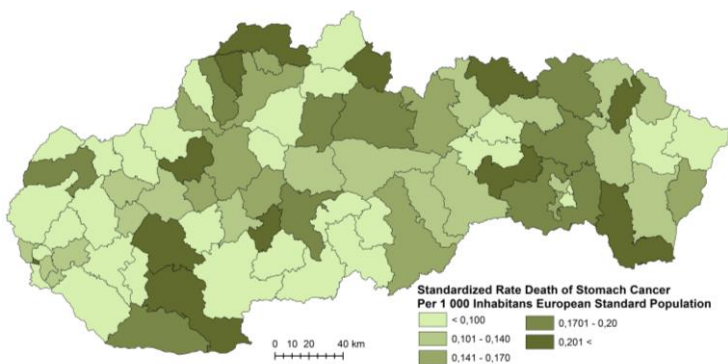 Standardized Rate Death of Stomach Cancer
Per 1 000 Inhabitans European Standard Population
< 0,100
0,1701 - 0,20
0,101 - 0,140
0,201 <
0,141 - 0,170
0 10 20 40 km